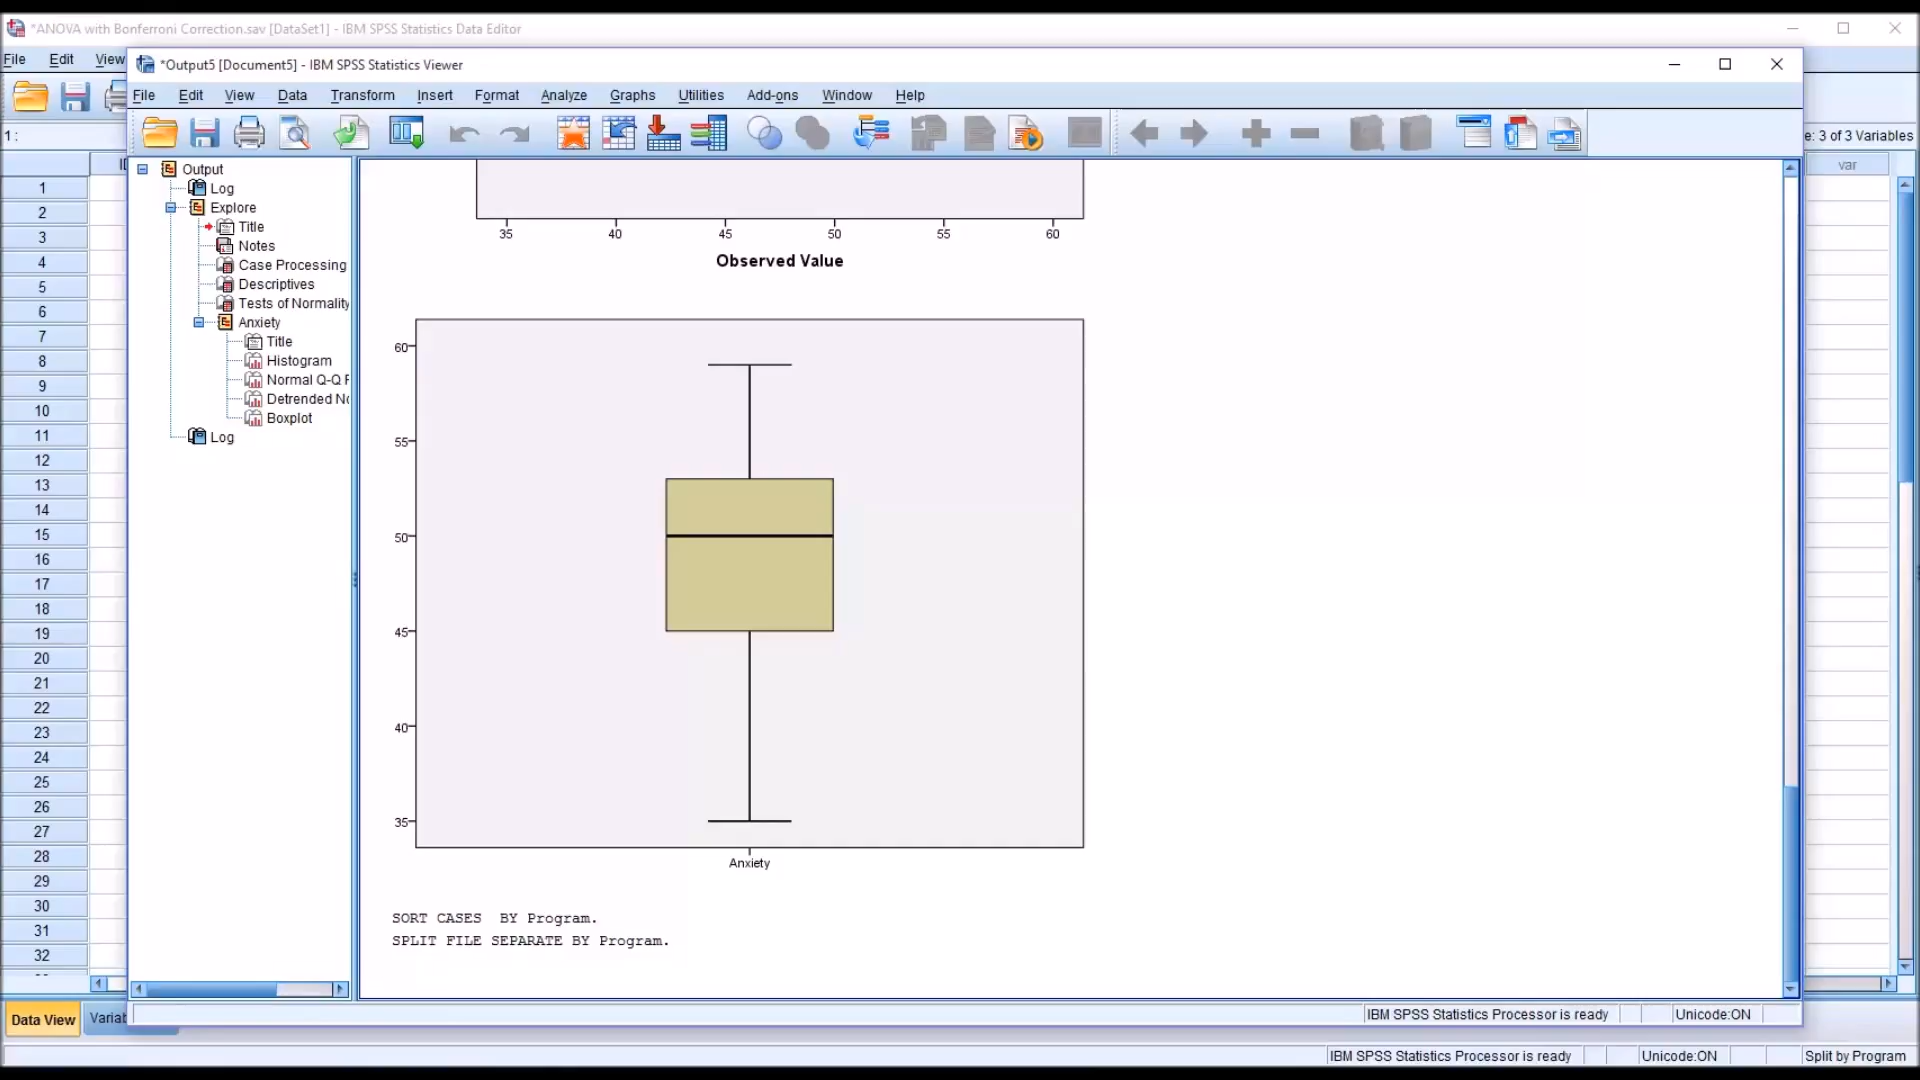 *ANOVA with Bonferroni Correction.sav [DataSet1] - IBM SPSS Statistics Data Editor
File Edit View
*Output5 [Document5] - IBM SPSS Statistics Viewer
File Edit View Data Transform Insert Format Analyze Graphs Utilities Add-ons Window Help
1 :
e: 3 of 3 Variables
var
Output
Log
Explore
Title
Notes
Case Processing
Descriptives
Tests of Normality
Anxiety
Title
Histogram
Normal Q-Q
Detrended
Boxplot
Log
1
2
3
4
5
6
7
8
9
10
11
12
13
14
15
16
17
18
19
20
21
22
23
24
25
26
27
28
29
30
31
32
35 40 45 50 55 60
Observed Value
60
55
50
45
40
35
Anxiety
SORT CASES BY Program.
SPLIT FILE SEPARATE BY Program.
IBM SPSS Statistics Processor is ready Unicode:ON
Data View Variab
IBM SPSS Statistics Processor is ready Unicode:ON Split by Program